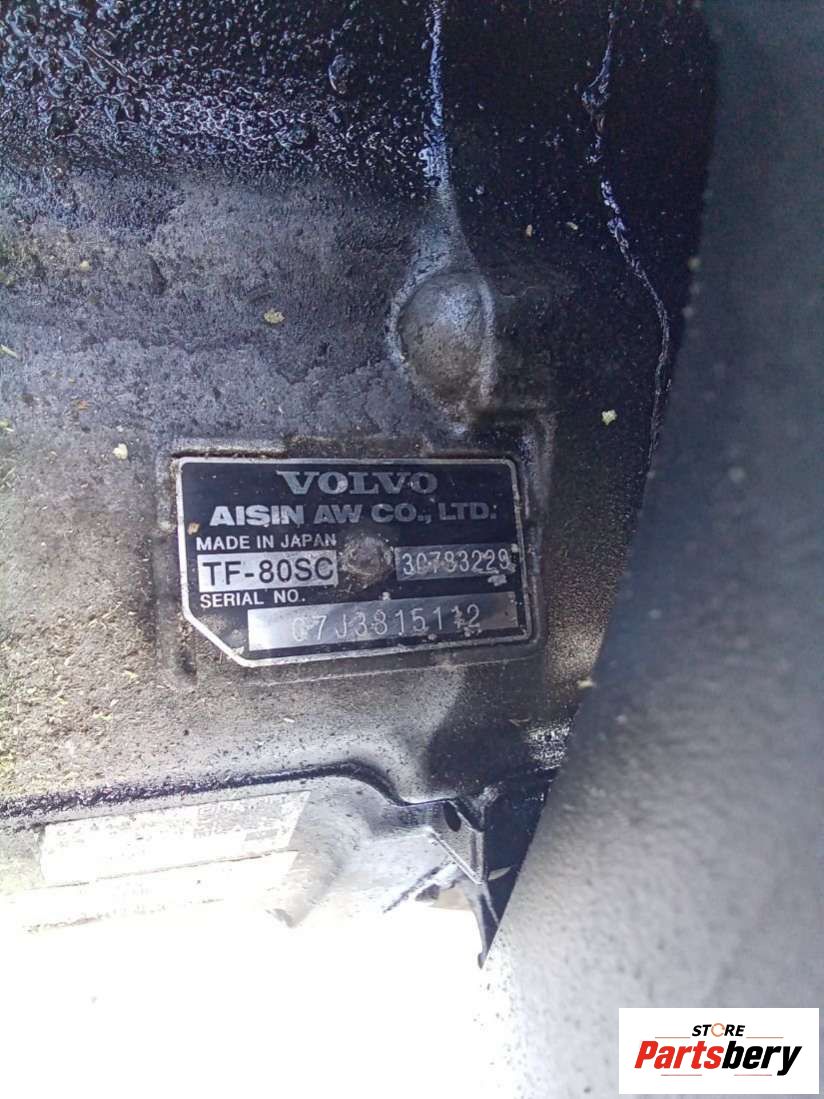 VOLVO
AISIN AW CO., LTD.
MADE IN JAPAN
TF-80SC 30783229
SERIAL NO.
07J3815112
STORE
Partsbery